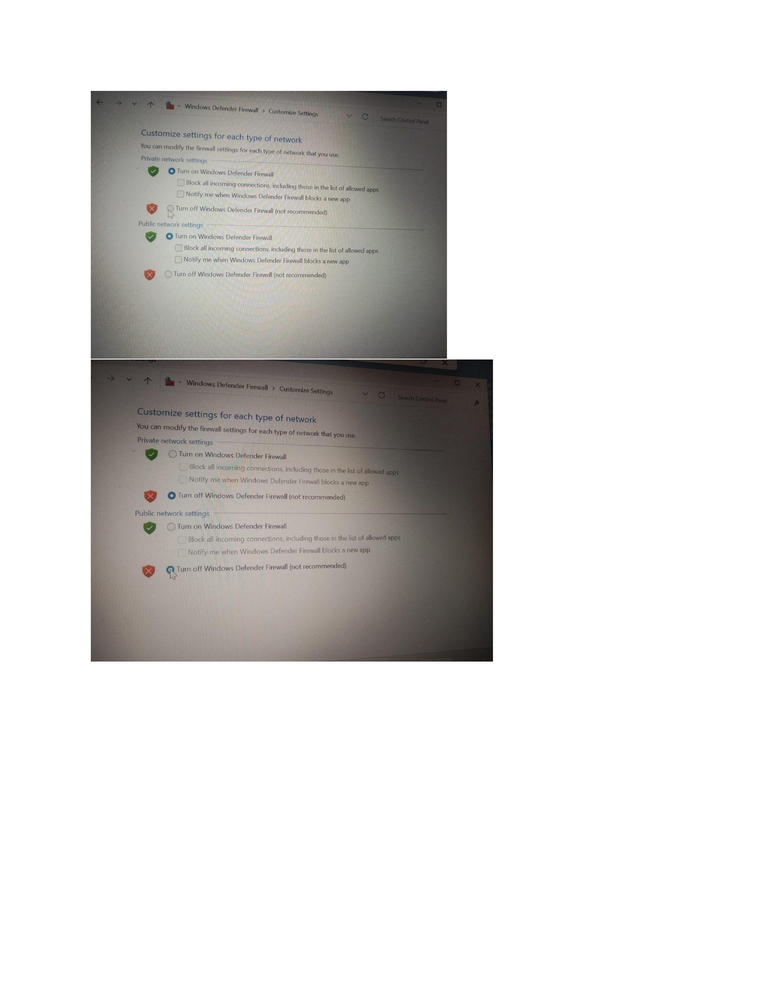 « Windows Defender Firewall > Customize Settings
Search Control Panel
Customize settings for each type of network
You can modify the firewall settings for each type of network that you use.
Private network settings
Turn on Windows Defender Firewall
Block all incoming connections, including those in the list of allowed apps
Notify me when Windows Defender Firewall blocks a new app
Turn off Windows Defender Firewall (not recommended)
Public network settings
Turn on Windows Defender Firewall
Block all incoming connections, including those in the list of allowed apps
Notify me when Windows Defender Firewall blocks a new app
Turn off Windows Defender Firewall (not recommended)
« Windows Defender Firewall > Customize Settings
Search Control Panel
Customize settings for each type of network
You can modify the firewall settings for each type of network that you use.
Private network settings
Turn on Windows Defender Firewall
Block all incoming connections, including those in the list of allowed apps
Notify me when Windows Defender Firewall blocks a new app
Turn off Windows Defender Firewall (not recommended)
Public network settings
Turn on Windows Defender Firewall
Block all incoming connections, including those in the list of allowed apps
Notify me when Windows Defender Firewall blocks a new app
Turn off Windows Defender Firewall (not recommended)